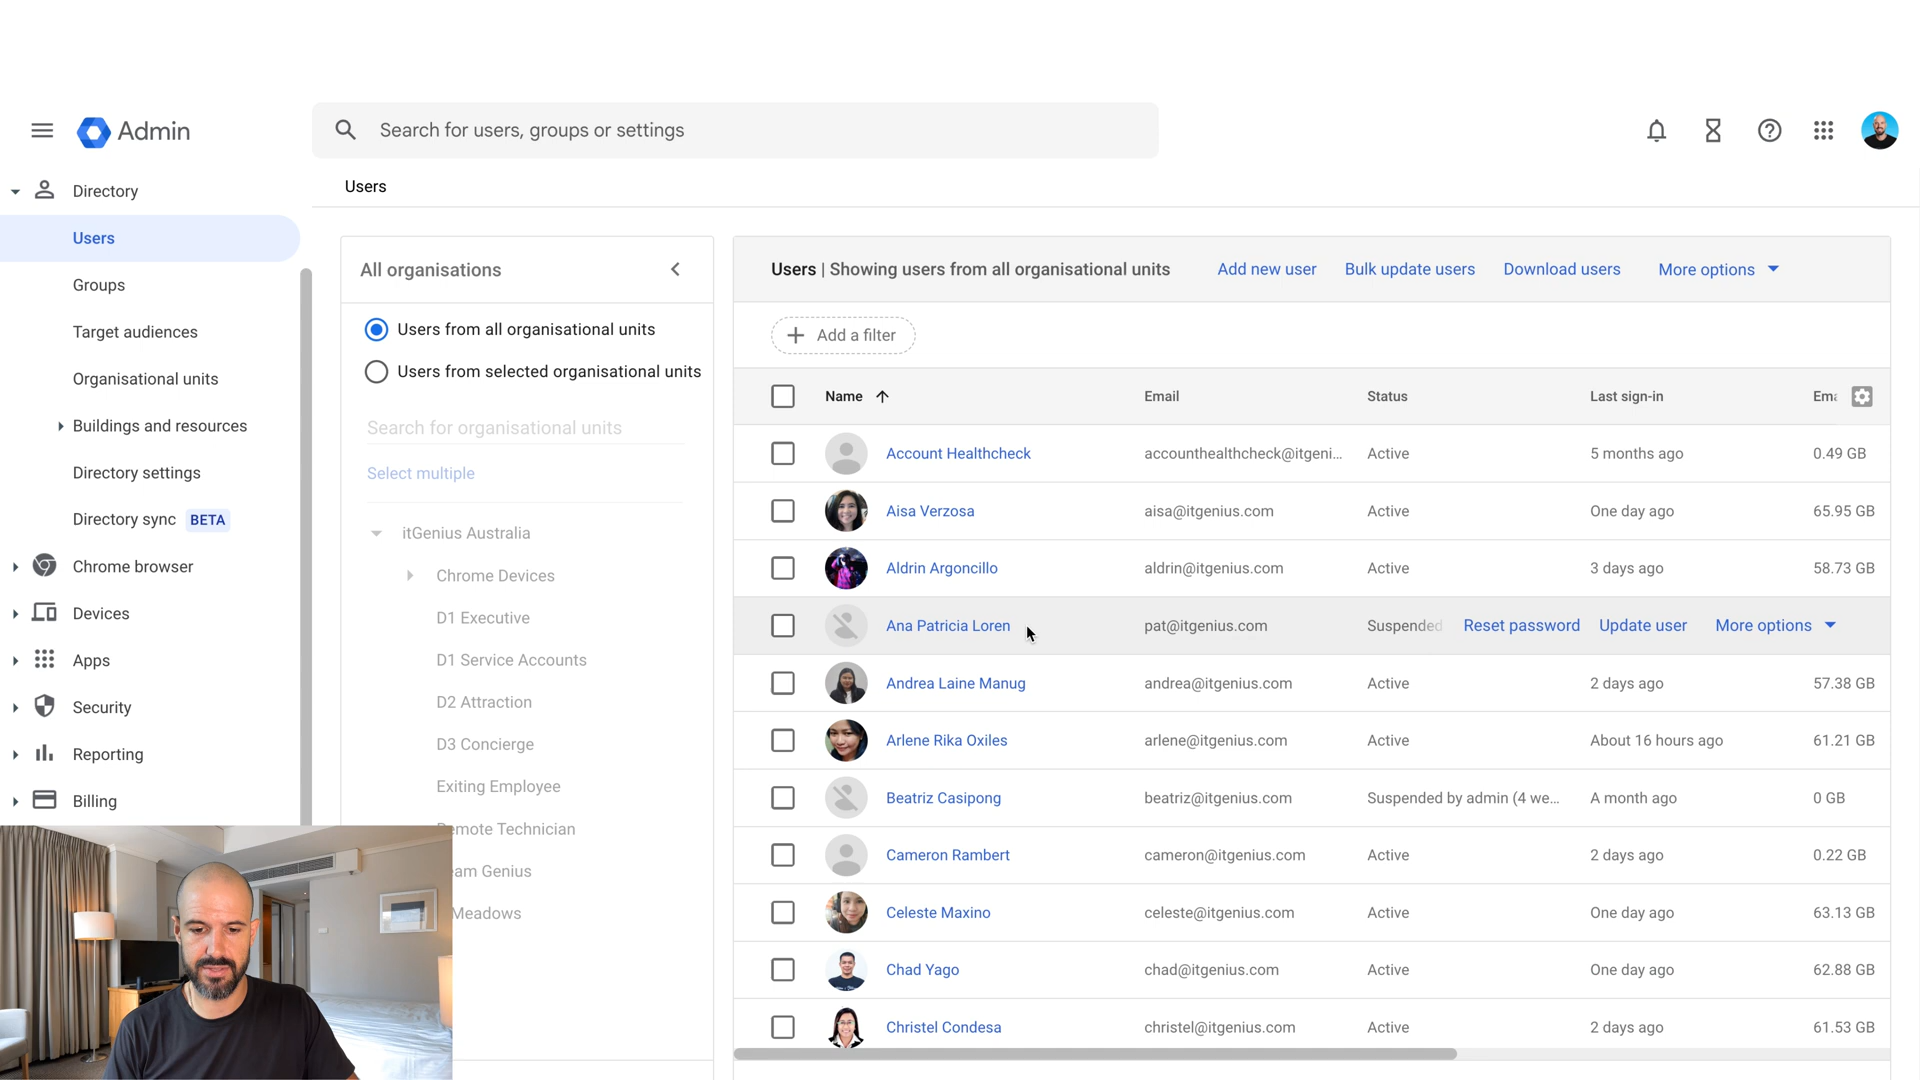 Admin
Search for users, groups or settings
Directory
Users
Groups
Target audiences
Organisational units
Buildings and resources
Directory settings
Directory sync BETA
Chrome browser
Devices
Apps
Security
Reporting
Billing
Users
All organisations
Users from all organisational units
Users from selected organisational units
Search for organisational units
Select multiple
itGenius Australia
Chrome Devices
D1 Executive
D1 Service Accounts
D2 Attraction
D3 Concierge
Exiting Employee
emote Technician
eam Genius
Meadows
Users | Showing users from all organisational units Add new user Bulk update users Download users More options
Add a filter
Name Email Status Last sign-in Ema
Account Healthcheck accounthealthcheck@itgeni... Active 5 months ago 0.49 GB
Aisa Verzosa aisa@itgenius.com Active One day ago 65.95 GB
Aldrin Argoncillo aldrin@itgenius.com Active 3 days ago 58.73 GB
Ana Patricia Loren pat@itgenius.com Suspended Reset password Update user More options
Andrea Laine Manug andrea@itgenius.com Active 2 days ago 57.38 GB
Arlene Rika Oxiles arlene@itgenius.com Active About 16 hours ago 61.21 GB
Beatriz Casipong beatriz@itgenius.com Suspended by admin (4 we... A month ago 0 GB
Cameron Rambert cameron@itgenius.com Active 2 days ago 0.22 GB
Celeste Maxino celeste@itgenius.com Active One day ago 63.13 GB
Chad Yago chad@itgenius.com Active One day ago 62.88 GB
Christel Condesa christel@itgenius.com Active 2 days ago 61.53 GB